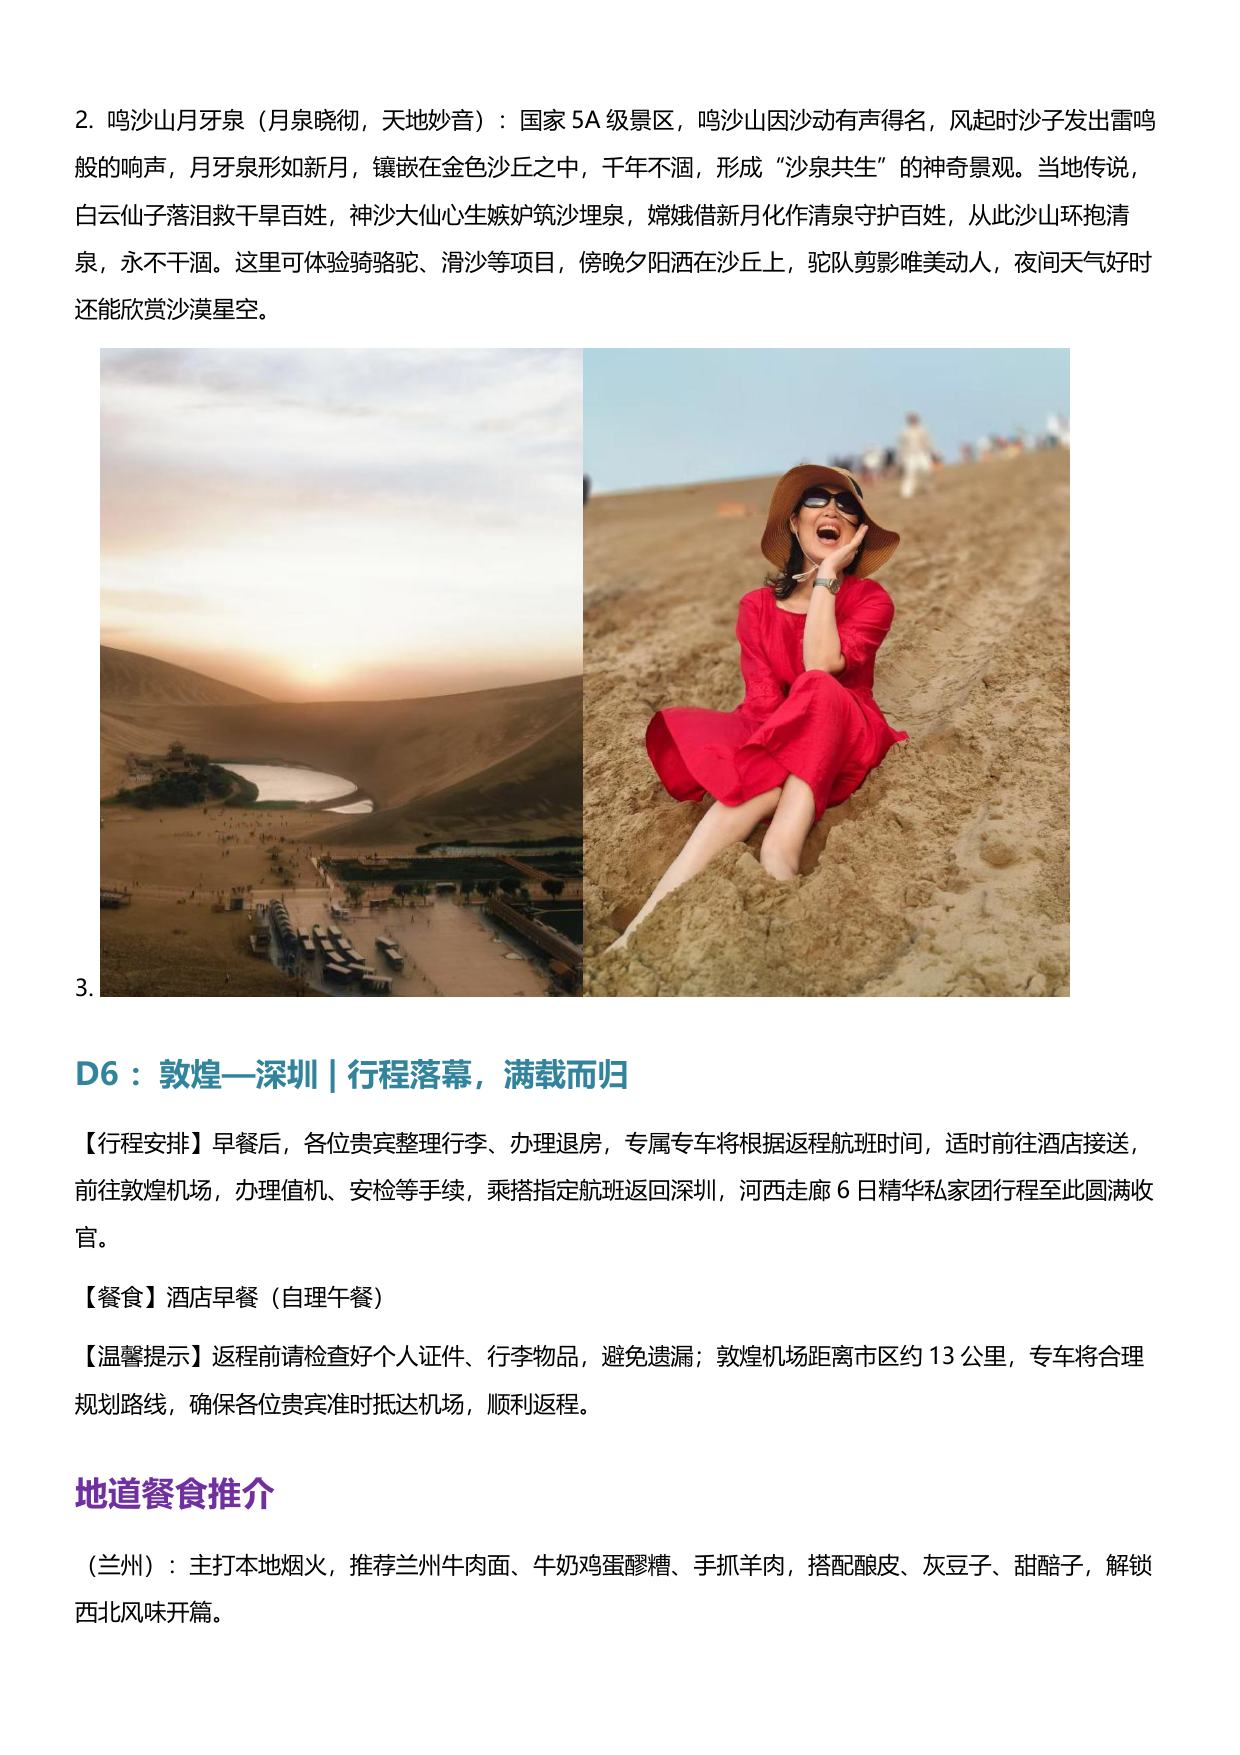 2. 鸣沙山月牙泉（月泉晓彻，天地妙音）：国家 5A 级景区，鸣沙山因沙动有声得名，风起时沙子发出雷鸣
般的响声，月牙泉形如新月，镶嵌在金色沙丘之中，千年不涸，形成“沙泉共生”的神奇景观。当地传说，
白云仙子落泪救干旱百姓，神沙大仙心生嫉妒筑沙埋泉，嫦娥借新月化作清泉守护百姓，从此沙山环抱清
泉，永不干涸。这里可体验骑骆驼、滑沙等项目，傍晚夕阳洒在沙丘上，驼队剪影唯美动人，夜间天气好时
还能欣赏沙漠星空。
3.
D6 ：敦煌—深圳 | 行程落幕，满载而归
【行程安排】早餐后，各位贵宾整理行李、办理退房，专属专车将根据返程航班时间，适时前往酒店接送，
前往敦煌机场，办理值机、安检等手续，乘搭指定航班返回深圳，河西走廊 6 日精华私家团行程至此圆满收
官。
【餐食】酒店早餐（自理午餐）
【温馨提示】返程前请检查好个人证件、行李物品，避免遗漏；敦煌机场距离市区约 13 公里，专车将合理
规划路线，确保各位贵宾准时抵达机场，顺利返程。
地道餐食推介
（兰州）：主打本地烟火，推荐兰州牛肉面、牛奶鸡蛋醪糟、手抓羊肉，搭配酿皮、灰豆子、甜醅子，解锁
西北风味开篇。